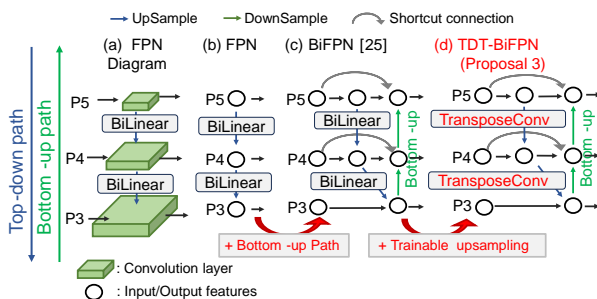 UpSample DownSample Shortcut connection
(a) FPN Diagram
(b) FPN
(c) BiFPN [25]
(d) TDT-BiFPN (Proposal 3)
Top-down path
Bottom -up path
P5
BiLinear
P4
BiLinear
P3
P5
BiLinear
P4
BiLinear
P3
P5
BiLinear
P4
BiLinear
P3
Bottom -up
P5
TransposeConv
P4
TransposeConv
P3
Bottom -up
+ Bottom -up Path
+ Trainable upsampling
: Convolution layer
: Input/Output features